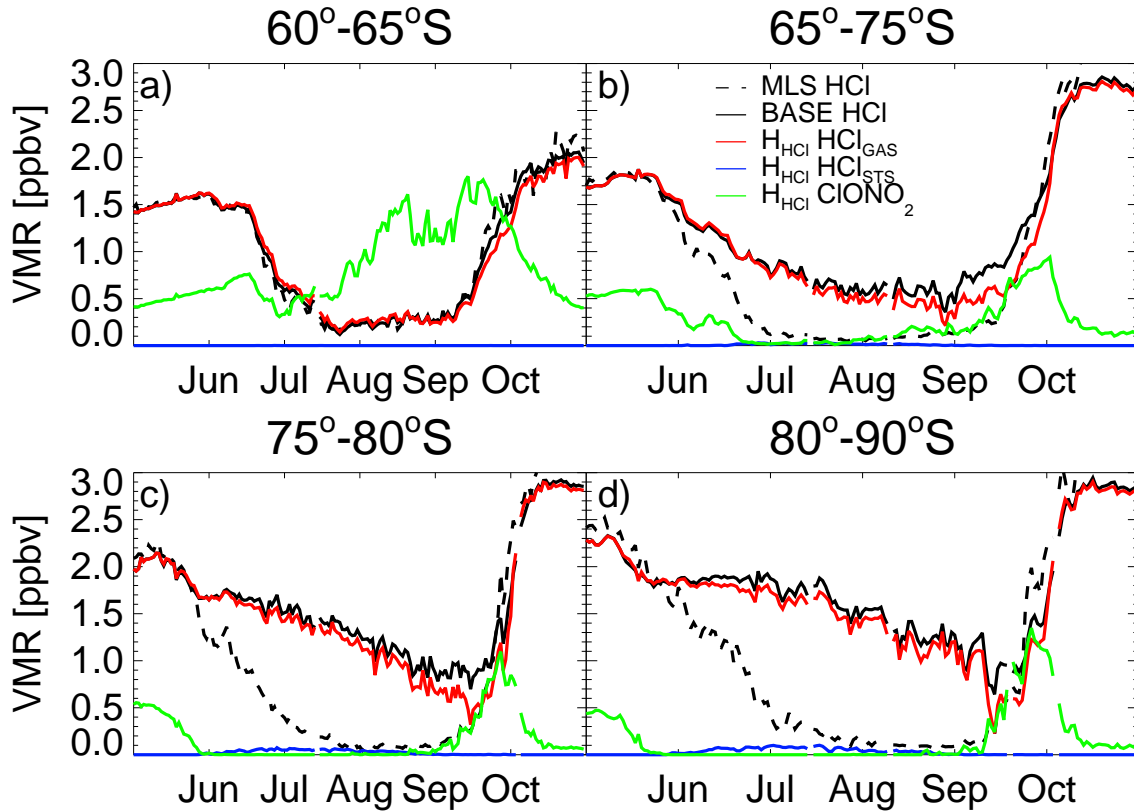 60°-65°S
65°-75°S
a)
b)
MLS HCl
BASE HCl
H_HCl HCl_GAS
H_HCl HCl_STS
H_HCl ClONO_2
VMR [ppbv]
3.0
2.5
2.0
1.5
1.0
0.5
0.0
Jun Jul Aug Sep Oct
Jun Jul Aug Sep Oct
75°-80°S
80°-90°S
c)
d)
VMR [ppbv]
3.0
2.5
2.0
1.5
1.0
0.5
0.0
Jun Jul Aug Sep Oct
Jun Jul Aug Sep Oct